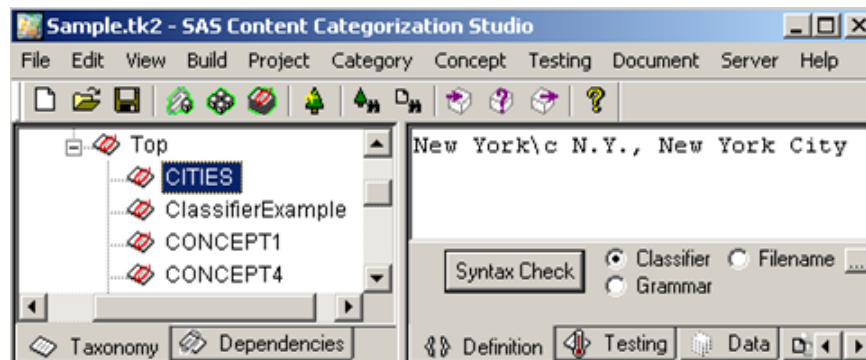 Sample.tk2 - SAS Content Categorization Studio
File Edit View Build Project Category Concept Testing Document Server Help
Top
CITIES
ClassifierExample
CONCEPT1
CONCEPT4
Taxonomy Dependencies
New York\c N.Y., New York City
Syntax Check Classifier Filename ...
Grammar
Definition Testing Data